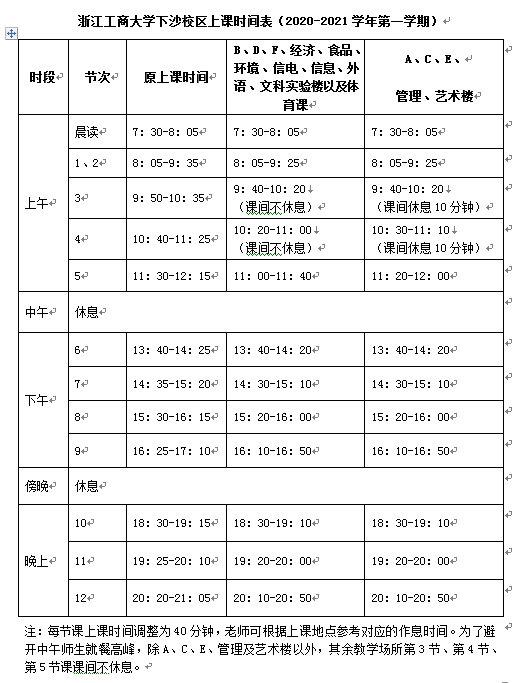 浙江工商大学下沙校区上课时间表（2020-2021学年第一学期）
时段 节次 原上课时间 B、D、F、经济、食品、环境、信电、信息、外语、文科实验楼以及体育课 A、C、E、管理、艺术楼
上午 晨读 7：30-8：05 7：30-8：05 7：30-8：05
1、2 8：05-9：35 8：05-9：25 8：05-9：25
3 9：50-10：35 9：40-10：20（课间不休息） 9：40-10：20（课间休息10分钟）
4 10：40-11：25 10：20-11：00（课间不休息） 10：30-11：10（课间休息10分钟）
5 11：30-12：15 11：00-11：40 11：20-12：00
中午 休息
下午 6 13：40-14：25 13：40-14：20 13：40-14：20
7 14：35-15：20 14：30-15：10 14：30-15：10
8 15：30-16：15 15：20-16：00 15：20-16：00
9 16：25-17：10 16：10-16：50 16：10-16：50
傍晚 休息
晚上 10 18：30-19：15 18：30-19：10 18：30-19：10
11 19：25-20：10 19：20-20：00 19：20-20：00
12 20：20-21：05 20：10-20：50 20：10-20：50
注：每节课上课时间调整为40分钟，老师可根据上课地点参考对应的作息时间。为了避
开中午师生就餐高峰，除A、C、E、管理及艺术楼以外，其余教学场所第3节、第4节、
第5节课课间不休息。